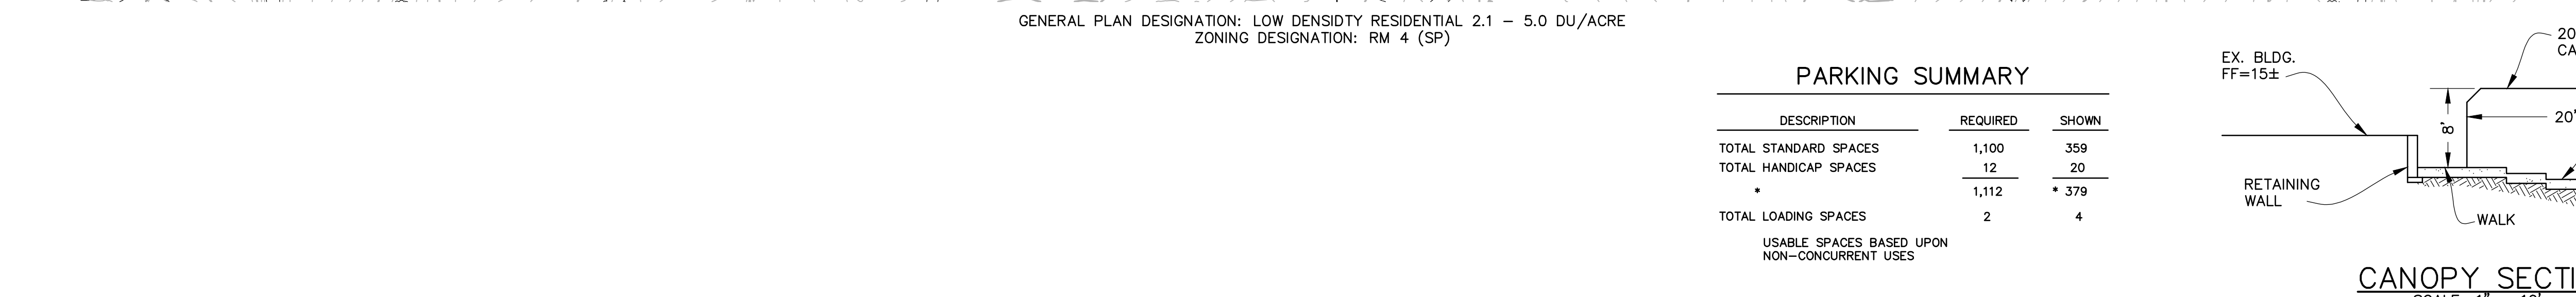 GENERAL PLAN DESIGNATION: LOW DENSIDTY RESIDENTIAL 2.1 – 5.0 DU/ACRE
ZONING DESIGNATION: RM 4 (SP)
PARKING SUMMARY
DESCRIPTION REQUIRED SHOWN
TOTAL STANDARD SPACES 1,100 359
TOTAL HANDICAP SPACES 12 20
* 1,112 * 379
TOTAL LOADING SPACES 2 4
USABLE SPACES BASED UPON
NON–CONCURRENT USES
EX. BLDG.
FF=15±
8'
20'
RETAINING
WALL
WALK
CANOPY